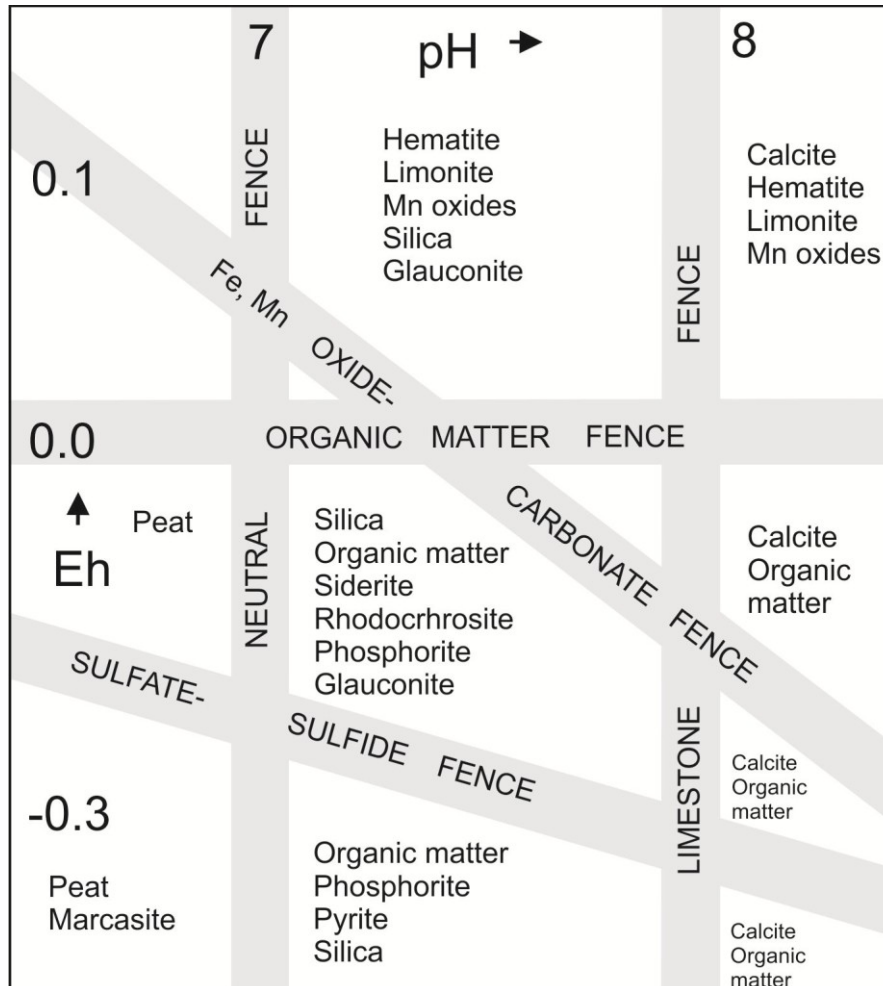 7
pH
8
FENCE
Hematite
Limonite
Mn oxides
Silica
Glauconite
Calcite
Hematite
Limonite
Mn oxides
0.1
FENCE
Fe, Mn OXIDE-
CARBONATE FENCE
0.0
ORGANIC MATTER FENCE
Peat
Eh
NEUTRAL
Silica
Organic matter
Siderite
Rhodocrhrosite
Phosphorite
Glauconite
Calcite
Organic
matter
SULFATE-
SULFIDE FENCE
LIMESTONE
Calcite
Organic
matter
-0.3
Peat
Marcasite
Organic matter
Phosphorite
Pyrite
Silica
Calcite
Organic
matter